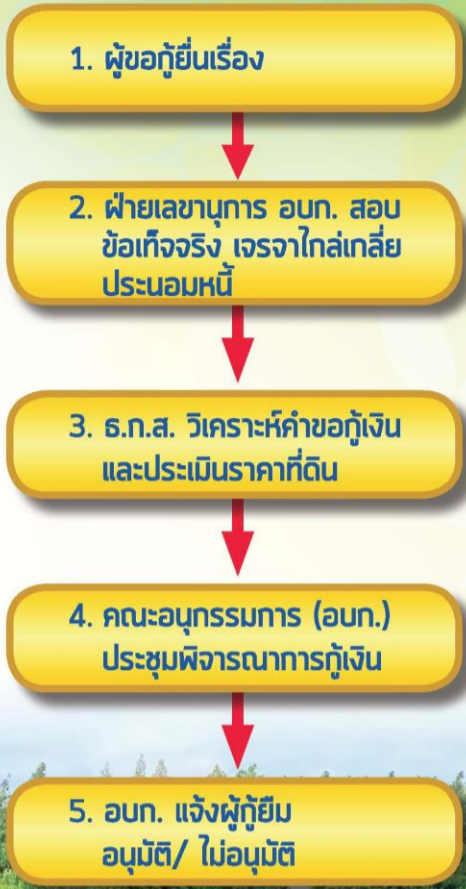 1. ผู้ขอกู้ยื่นเรื่อง
2. ฝ่ายเลขานุการ อบก. สอบ
ข้อเท็จจริง เจรจาไกล่เกลี่ย
ประนอมหนี้
3. ธ.ก.ส. วิเคราะห์คำขอกู้เงิน
และประเมินราคาที่ดิน
4. คณะอนุกรรมการ (อบก.)
ประชุมพิจารณาการกู้เงิน
5. อบก. แจ้งผู้กู้ยืม
อนุมัติ/ ไม่อนุมัติ